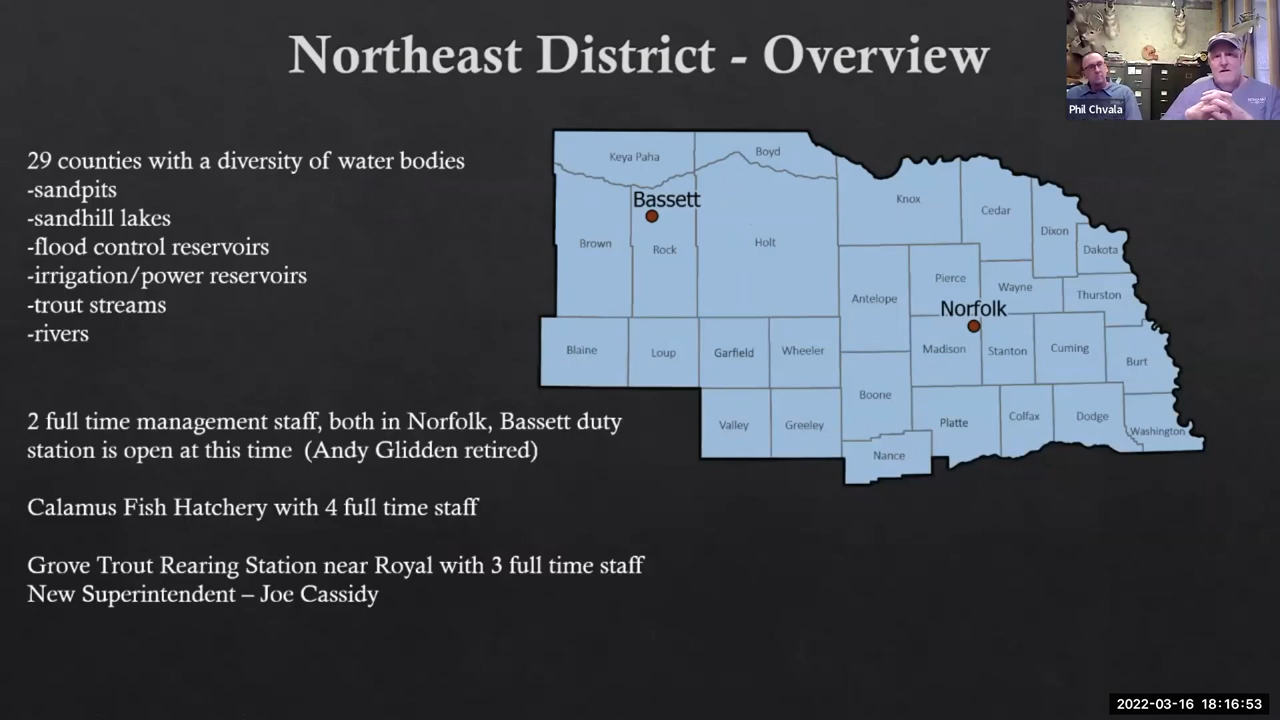 Northeast District - Overview
Phil Chvala
29 counties with a diversity of water bodies
-sandpits
-sandhill lakes
-flood control reservoirs
-irrigation/power reservoirs
-trout streams
-rivers
2 full time management staff, both in Norfolk, Bassett duty
station is open at this time (Andy Glidden retired)
Calamus Fish Hatchery with 4 full time staff
Grove Trout Rearing Station near Royal with 3 full time staff
New Superintendent – Joe Cassidy
Keya Paha
Boyd
Bassett
Knox
Cedar
Brown
Rock
Holt
Dixon
Dakota
Pierce
Antelope
Wayne
Thurston
Norfolk
Blaine
Loup
Garfield
Wheeler
Madison
Stanton
Cuming
Burt
Boone
Valley
Greeley
Platte
Colfax
Dodge
Washington
Nance
2022-03-16 18:16:53